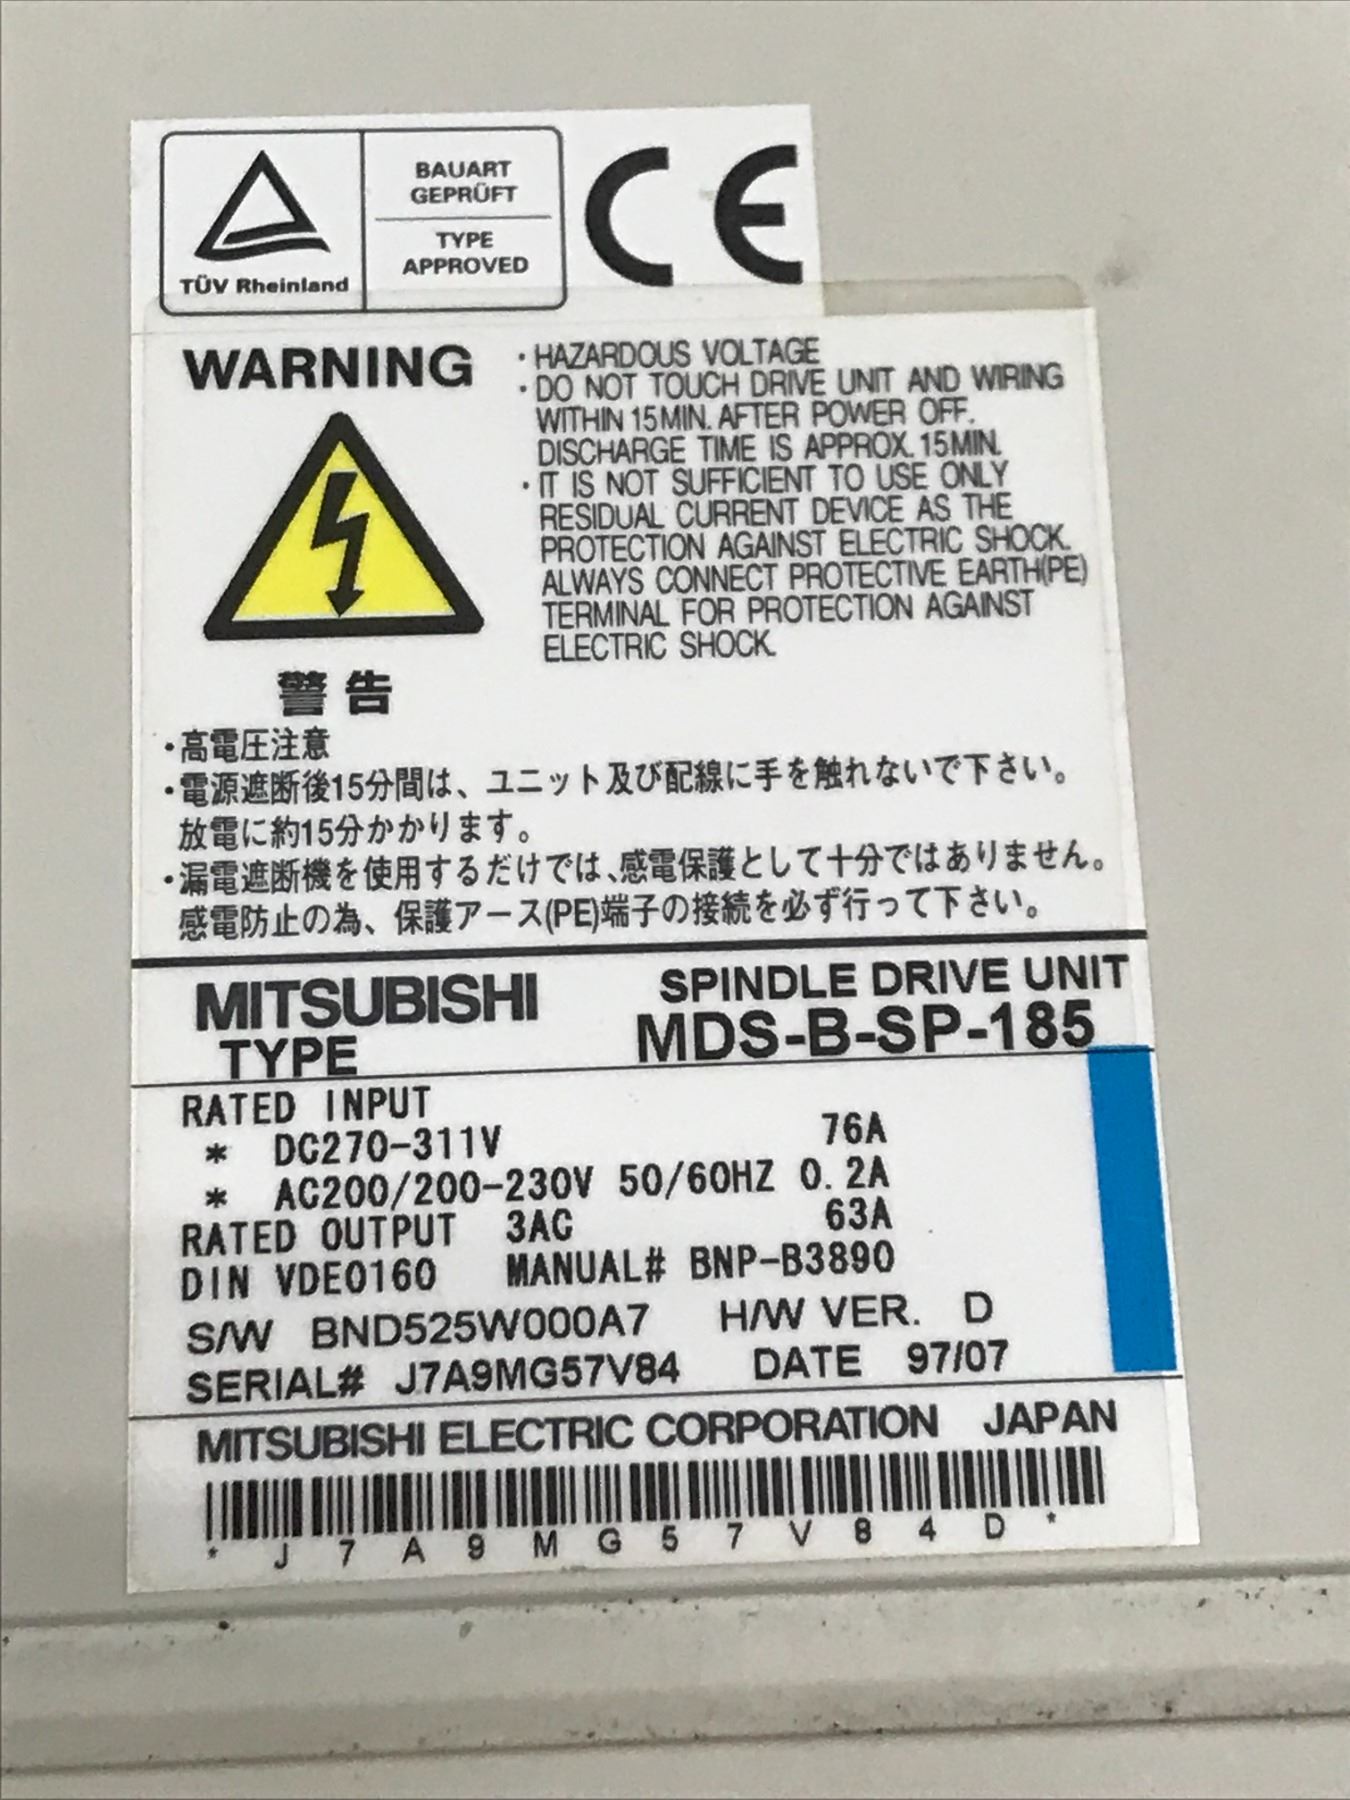 TÜV Rheinland
BAUART
GEPRÜFT
TYPE
APPROVED
CE
WARNING
・HAZARDOUS VOLTAGE
・DO NOT TOUCH DRIVE UNIT AND WIRING
WITHIN 15MIN. AFTER POWER OFF.
DISCHARGE TIME IS APPROX. 15MIN.
・IT IS NOT SUFFICIENT TO USE ONLY
RESIDUAL CURRENT DEVICE AS THE
PROTECTION AGAINST ELECTRIC SHOCK.
ALWAYS CONNECT PROTECTIVE EARTH(PE)
TERMINAL FOR PROTECTION AGAINST
ELECTRIC SHOCK.
警告
・高電圧注意
・電源遮断後15分間は、ユニット及び配線に手を触れないで下さい。
放電に約15分かかります。
・漏電遮断機を使用するだけでは、感電保護として十分ではありません。
感電防止の為、保護アース(PE)端子の接続を必ず行って下さい。
MITSUBISHI SPINDLE DRIVE UNIT
TYPE MDS-B-SP-185
RATED INPUT
* DC270-311V 76A
* AC200/200-230V 50/60HZ 0.2A
RATED OUTPUT 3AC 63A
DIN VDE0160 MANUAL# BNP-B3890
S/W BND525W000A7 H/W VER. D
SERIAL# J7A9MG57V84 DATE 97/07
MITSUBISHI ELECTRIC CORPORATION JAPAN
* J 7 A 9 M G 5 7 V 8 4 D *